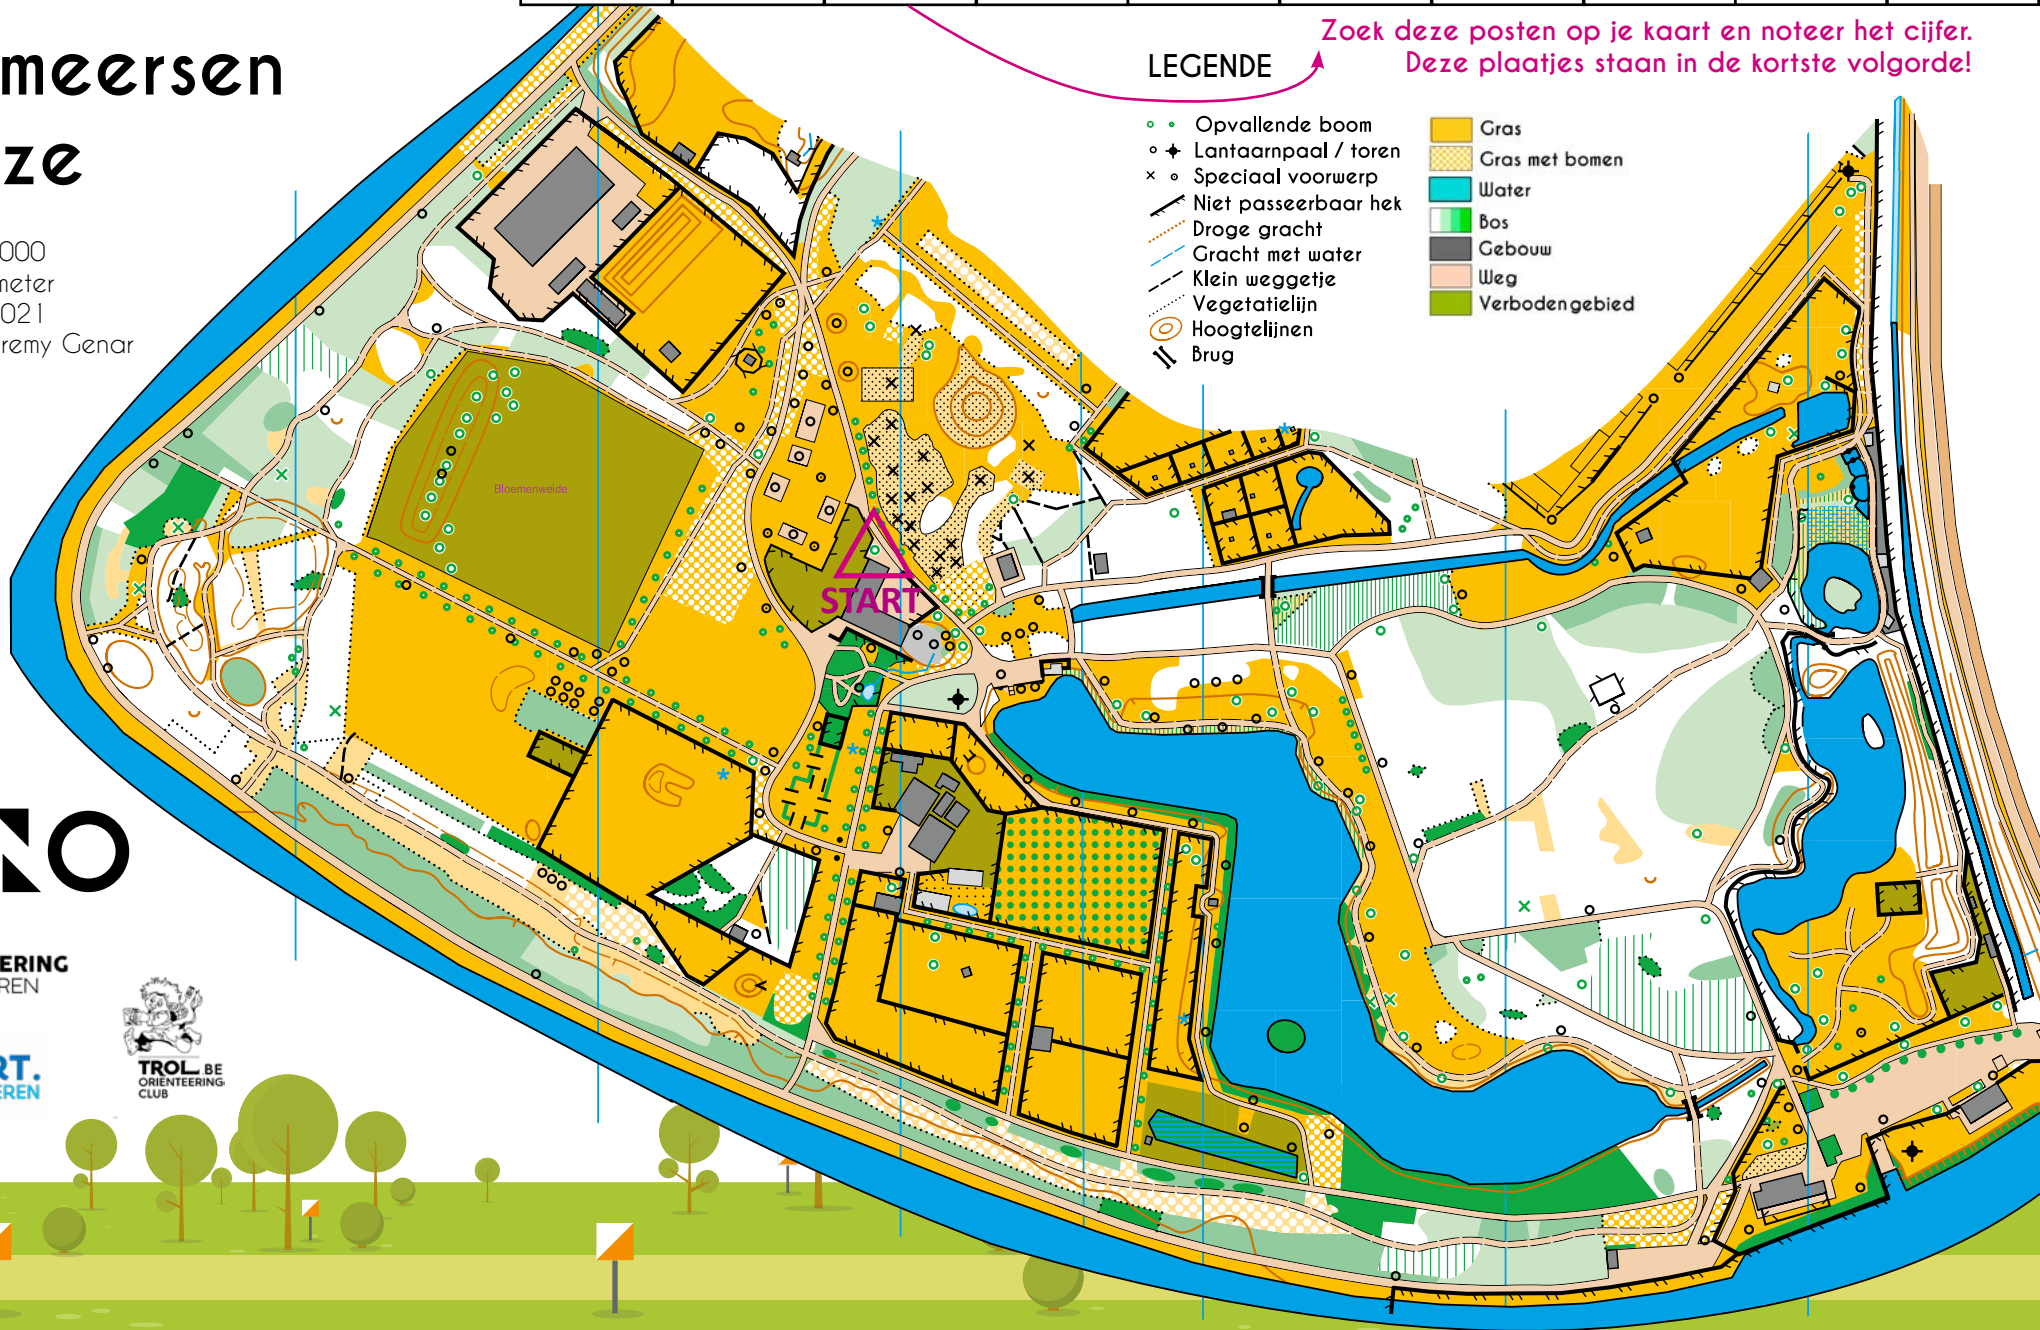 meersen
ze
000
meter
021
remy Genar
Zoek deze posten op je kaart en noteer het cijfer.
Deze plaatjes staan in de kortste volgorde!
LEGENDE
Opvallende boom
Lantaarnpaal / toren
Speciaal voorwerp
Niet passeerbaar hek
Droge gracht
Gracht met water
Klein weggetje
Vegetatielijn
Hoogtelijnen
Brug
Gras
Gras met bomen
Water
Bos
Gebouw
Weg
Verboden gebied
Bloemenweide
START
NO
ERING
REN
RT.
EREN
TROL.BE
ORIENTEERING
CLUB